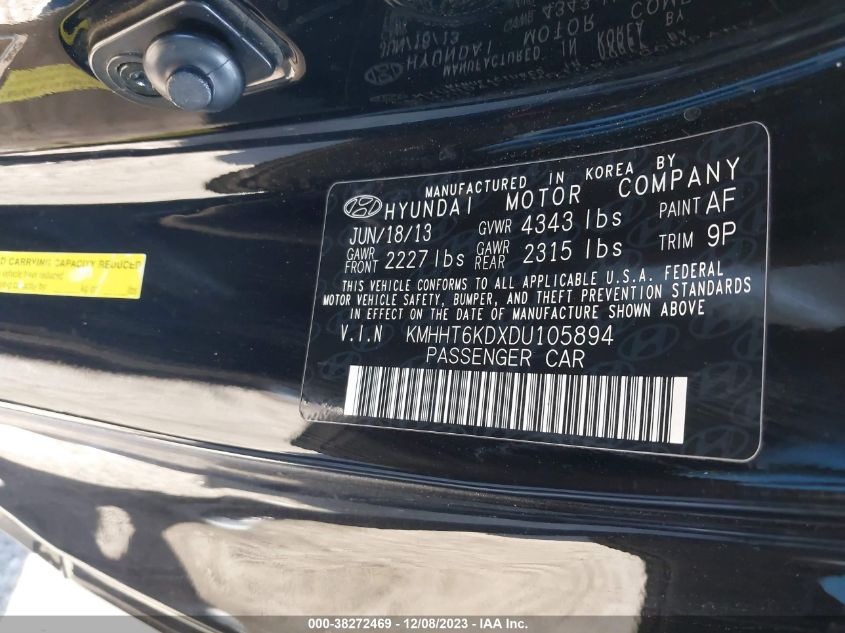 MANUFACTURED IN KOREA BY
HYUNDAI MOTOR COMPANY
JUN/18/13 GVWR 4343 lbs PAINT AF
GAWR FRONT 2227 lbs GAWR REAR 2315 lbs TRIM 9P
THIS VEHICLE CONFORMS TO ALL APPLICABLE U.S.A. FEDERAL
MOTOR VEHICLE SAFETY, BUMPER, AND THEFT PREVENTION STANDARDS
IN EFFECT ON THE DATE OF MANUFACTURE SHOWN ABOVE
V.I.N KMHHT6KDXDU105894
PASSENGER CAR
CARRYING CAPACITY REDUCED
000-38272469 - 12/08/2023 - IAA Inc.